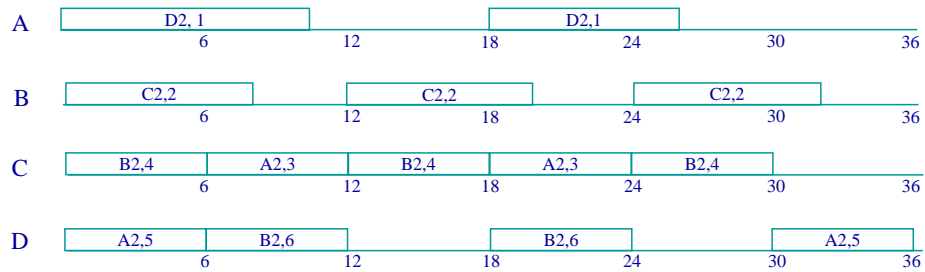 A D2, 1 D2,1
6 12 18 24 30 36
B C2,2 C2,2 C2,2
6 12 18 24 30 36
C B2,4 A2,3 B2,4 A2,3 B2,4
6 12 18 24 30 36
D A2,5 B2,6 B2,6 A2,5
6 12 18 24 30 36